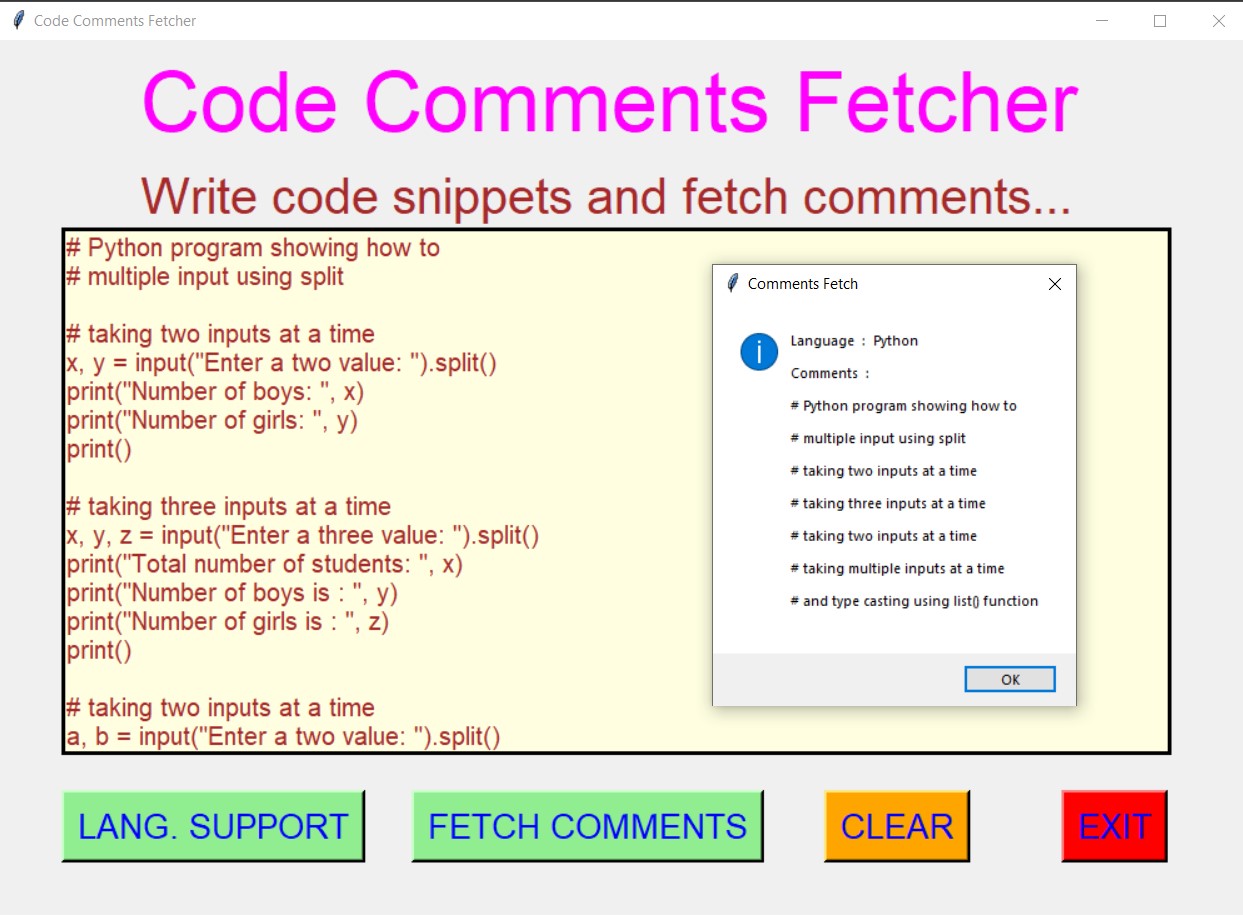 Code Comments Fetcher
Code Comments Fetcher
Write code snippets and fetch comments...
# Python program showing how to
# multiple input using split
# taking two inputs at a time
x, y = input("Enter a two value: ").split()
print("Number of boys: ", x)
print("Number of girls: ", y)
print()
# taking three inputs at a time
x, y, z = input("Enter a three value: ").split()
print("Total number of students: ", x)
print("Number of boys is : ", y)
print("Number of girls is : ", z)
print()
# taking two inputs at a time
a, b = input("Enter a two value: ").split()
Comments Fetch
Language : Python
Comments :
# Python program showing how to
# multiple input using split
# taking two inputs at a time
# taking three inputs at a time
# taking two inputs at a time
# taking multiple inputs at a time
# and type casting using list() function
OK
LANG. SUPPORT
FETCH COMMENTS
CLEAR
EXIT